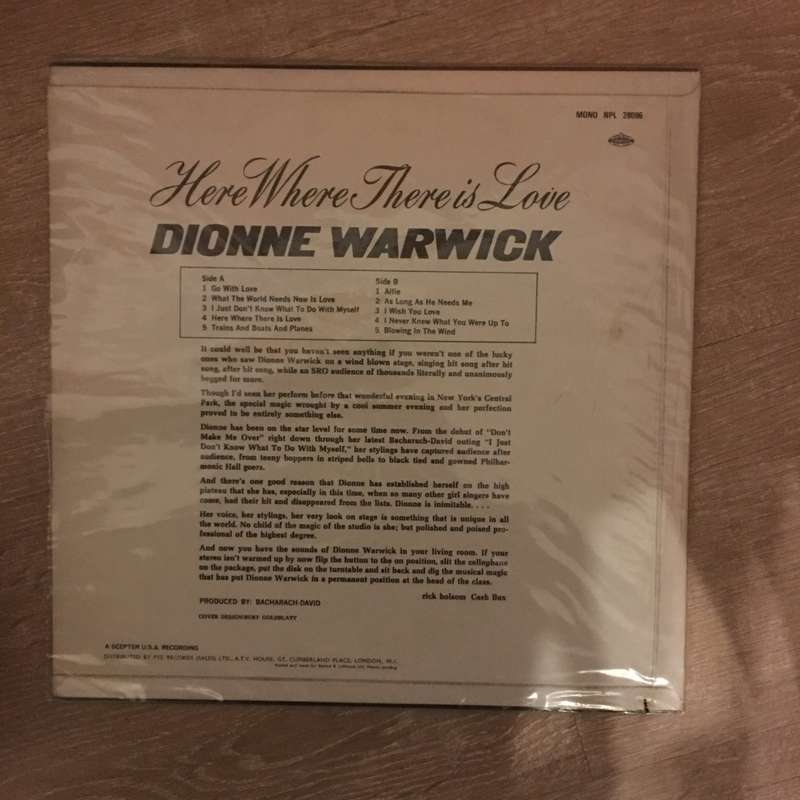 MONO NPL 28096
Here Where There is Love
DIONNE WARWICK
Side A
1 Go With Love
2 What The World Needs Now Is Love
3 I Just Don't Know What To Do With Myself
4 Here Where There Is Love
5 Trains And Boats And Planes
Side B
1 Alfie
2 As Long As He Needs Me
3 I Wish You Love
4 I Never Knew What You Were Up To
5 Blowing In The Wind
It could well be that you haven't seen anything if you weren't one of the lucky
ones who saw Dionne Warwick on a wind blown stage, singing hit song after hit
song, after hit song, while an SRO audience of thousands literally and unanimously
begged for more.
Though I'd seen her perform before that wonderful evening in New York's Central
Park, the special magic wrought by a cool summer evening and her perfection
proved to be entirely something else.
Dionne has been on the star level for some time now. From the debut of "Don't
Make Me Over" right down through her latest Bacharach-David outing "I Just
Don't Know What To Do With Myself," her stylings have captured audience after
audience, from teeny boppers in striped bells to black tied and gowned Philhar-
monic Hall goers.
And there's one good reason that Dionne has established herself on the high
plateau that she has, especially in this time, when so many other girl singers have
come, had their hit and disappeared from the lists. Dionne is inimitable. . . .
Her voice, her stylings, her very look on stage is something that is unique in all
the world. No child of the magic of the studio is she; but polished and poised pro-
fessional of the highest degree.
And now you have the sounds of Dionne Warwick in your living room. If your
stereo isn't warmed up by now flip the button to the on position, slit the cellophane
on the package, put the disk on the turntable and sit back and dig the musical magic
that has put Dionne Warwick in a permanent position at the head of the class.
rick bolsom Cash Box
PRODUCED BY: BACHARACH-DAVID
COVER DESIGN: BURT GOLDBLATT
A SCEPTER U.S.A. RECORDING
DISTRIBUTED BY PYE RECORDS (SALES) LTD., A.T.V. HOUSE, GT. CUMBERLAND PLACE, LONDON, W.1.